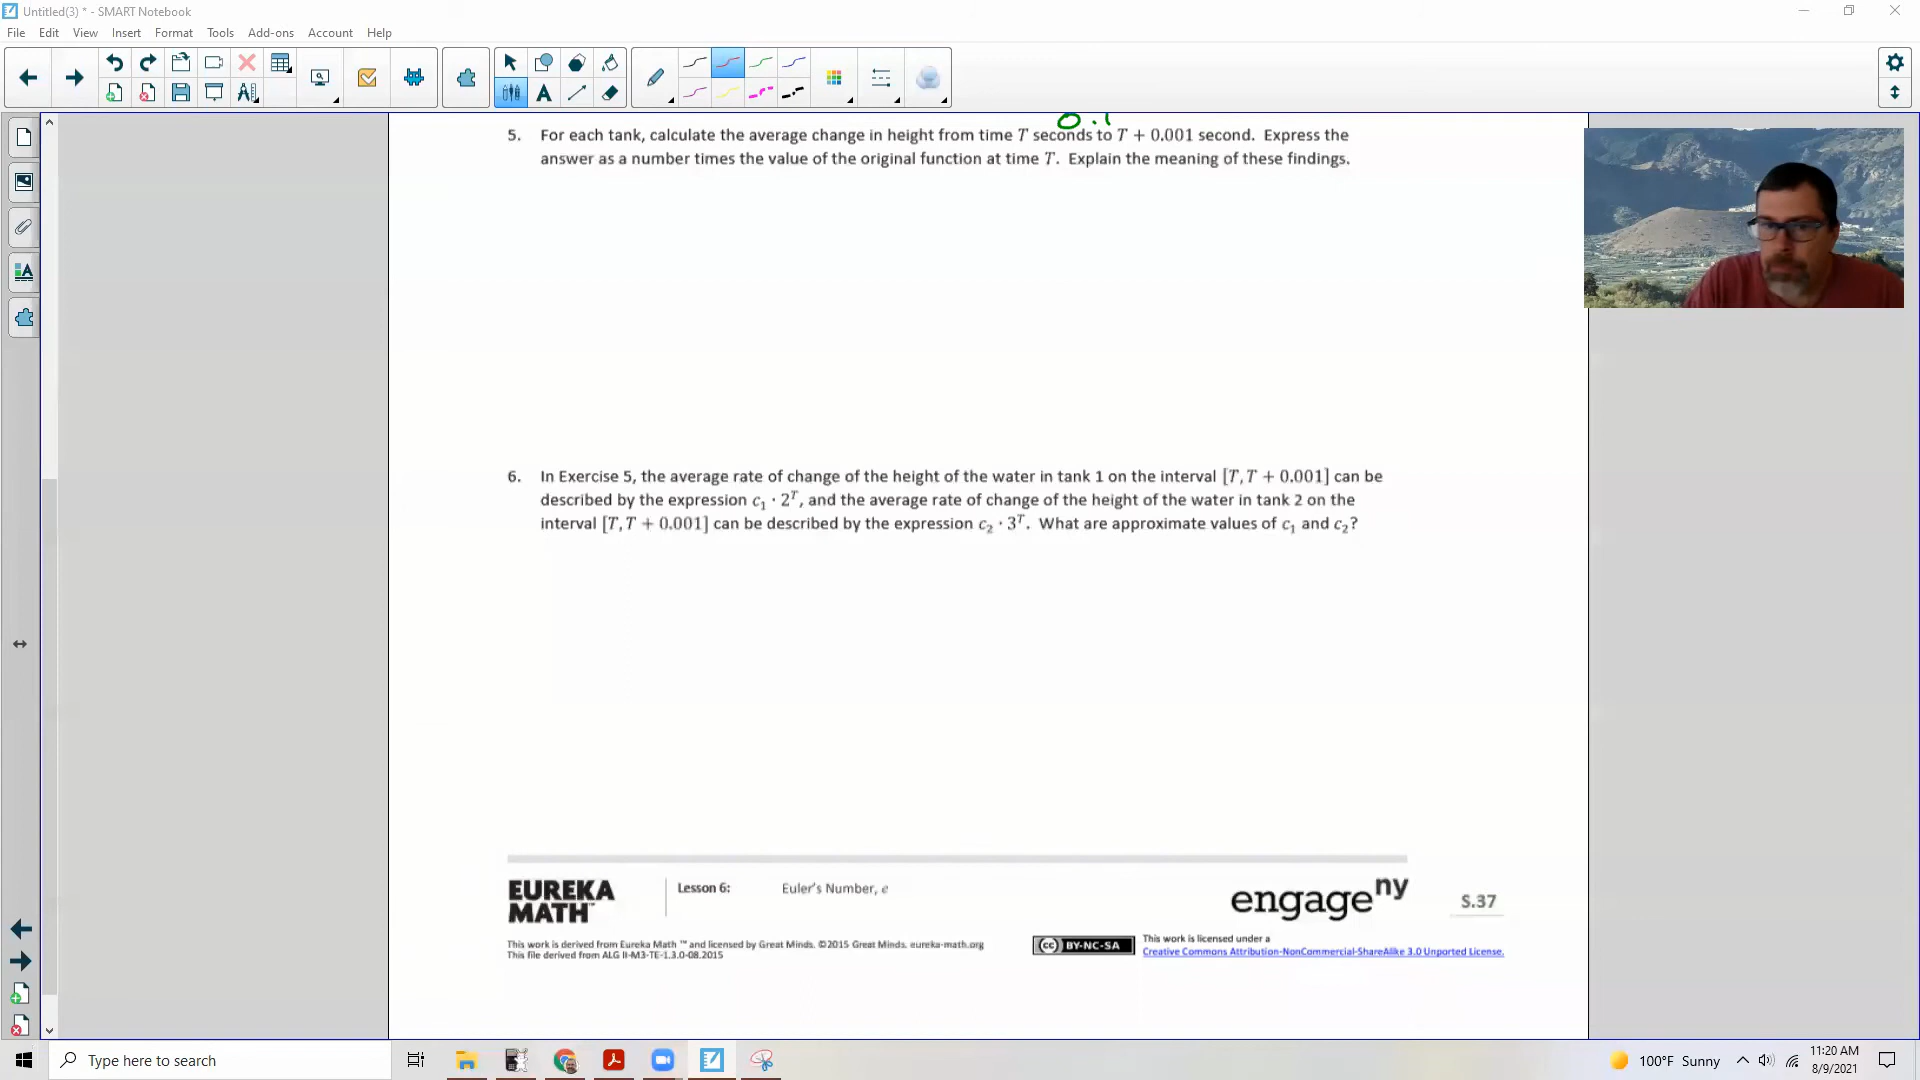 Untitled(3) * - SMART Notebook
File Edit View Insert Format Tools Add-ons Account Help
0.1
5. For each tank, calculate the average change in height from time T seconds to T + 0.001 second. Express the
answer as a number times the value of the original function at time T. Explain the meaning of these findings.
6. In Exercise 5, the average rate of change of the height of the water in tank 1 on the interval [T, T + 0.001] can be
described by the expression c₁ · 2ᵀ, and the average rate of change of the height of the water in tank 2 on the
interval [T, T + 0.001] can be described by the expression c₂ · 3ᵀ. What are approximate values of c₁ and c₂?
EUREKA
MATH™
Lesson 6: Euler's Number, e
engage^ny
S.37
This work is derived from Eureka Math ™ and licensed by Great Minds. ©2015 Great Minds. eureka-math.org
This file derived from ALG II-M3-TE-1.3.0-08.2015
cc BY-NC-SA
This work is licensed under a
Creative Commons Attribution-NonCommercial-ShareAlike 3.0 Unported License.
Type here to search
100°F Sunny
11:20 AM
8/9/2021